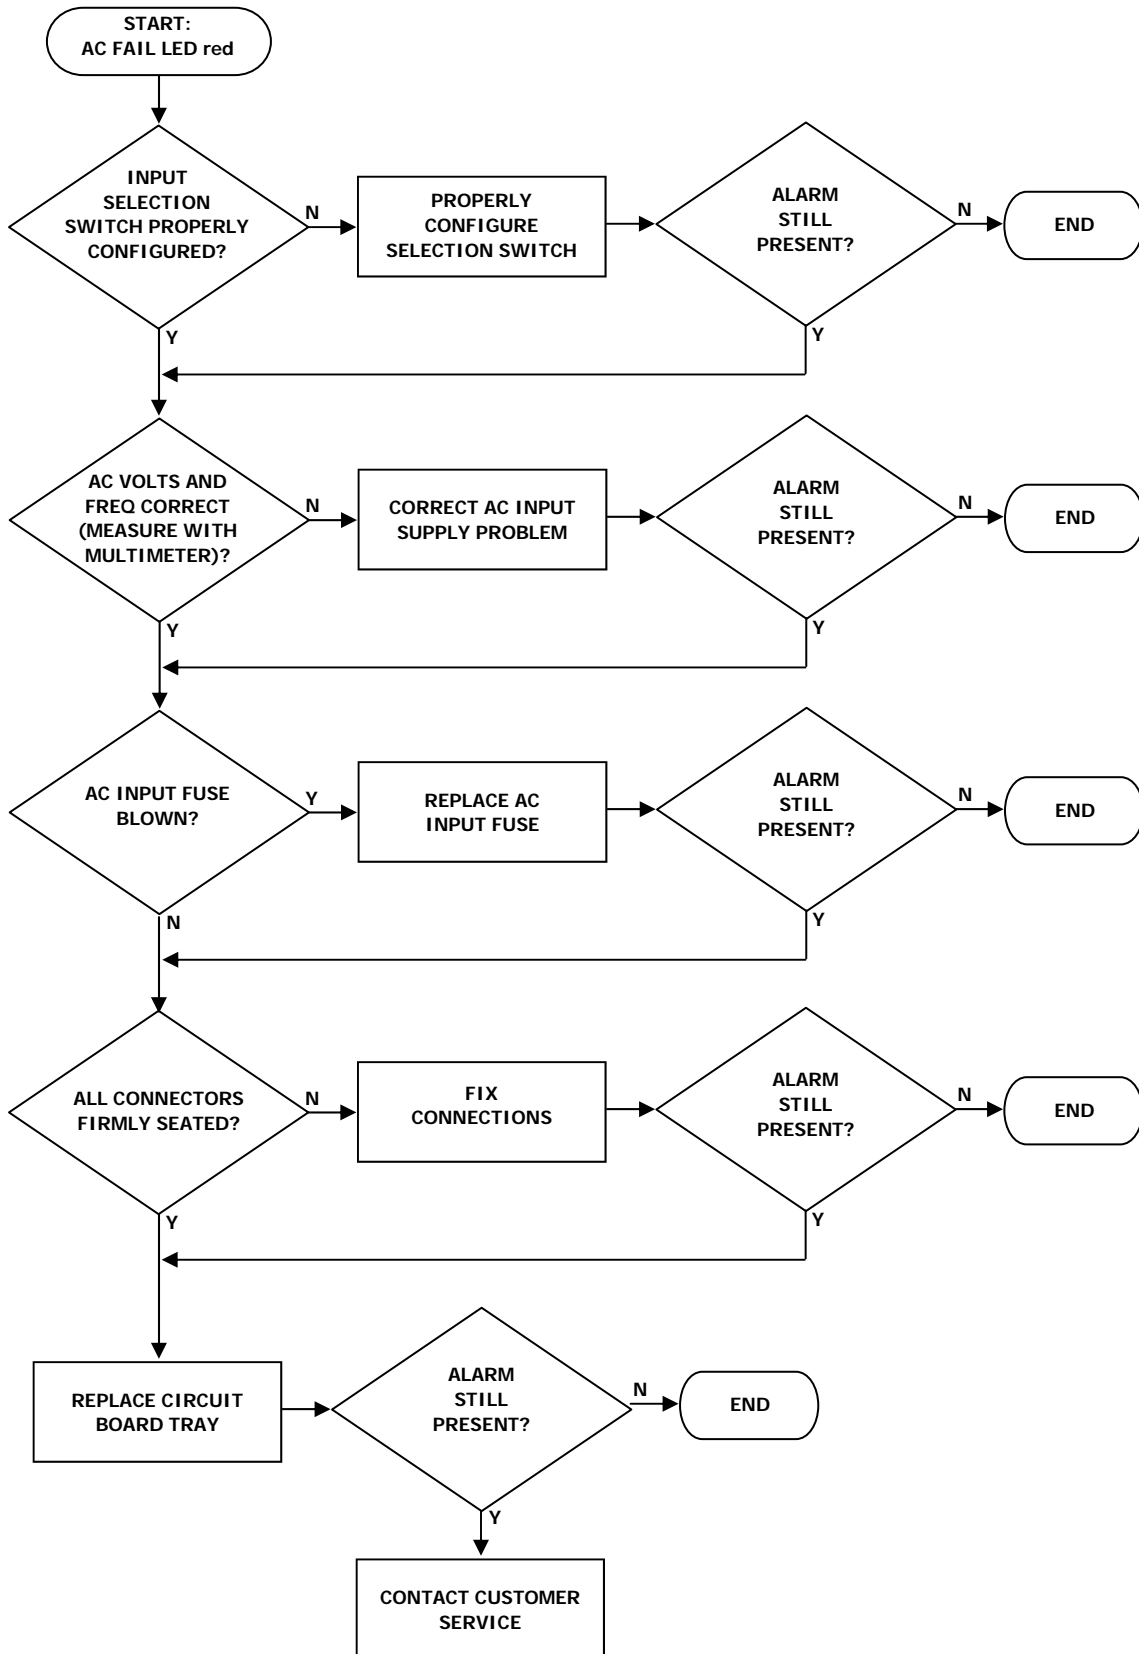 START:
AC FAIL LED red
INPUT
SELECTION
SWITCH PROPERLY
CONFIGURED?
N
PROPERLY
CONFIGURE
SELECTION SWITCH
ALARM
STILL
PRESENT?
N
END
Y
Y
AC VOLTS AND
FREQ CORRECT
(MEASURE WITH
MULTIMETER)?
N
CORRECT AC INPUT
SUPPLY PROBLEM
ALARM
STILL
PRESENT?
N
END
Y
Y
AC INPUT FUSE
BLOWN?
Y
REPLACE AC
INPUT FUSE
ALARM
STILL
PRESENT?
N
END
N
Y
ALL CONNECTORS
FIRMLY SEATED?
N
FIX
CONNECTIONS
ALARM
STILL
PRESENT?
N
END
Y
Y
REPLACE CIRCUIT
BOARD TRAY
ALARM
STILL
PRESENT?
N
END
Y
CONTACT CUSTOMER
SERVICE